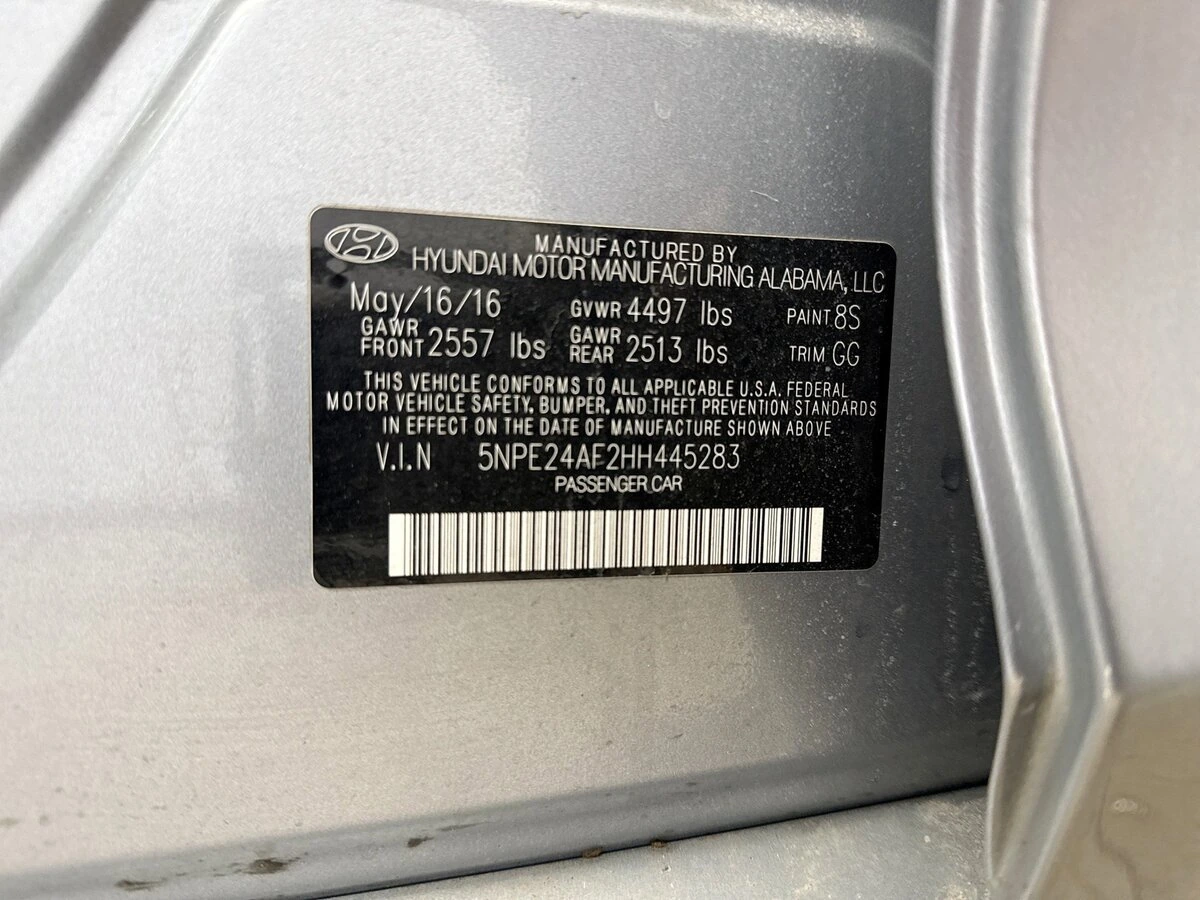 MANUFACTURED BY
HYUNDAI MOTOR MANUFACTURING ALABAMA, LLC
May/16/16 GVWR 4497 lbs PAINT 8S
GAWR FRONT 2557 lbs GAWR REAR 2513 lbs TRIM GG
THIS VEHICLE CONFORMS TO ALL APPLICABLE U.S.A. FEDERAL
MOTOR VEHICLE SAFETY, BUMPER, AND THEFT PREVENTION STANDARDS
IN EFFECT ON THE DATE OF MANUFACTURE SHOWN ABOVE
V.I.N 5NPE24AF2HH445283
PASSENGER CAR